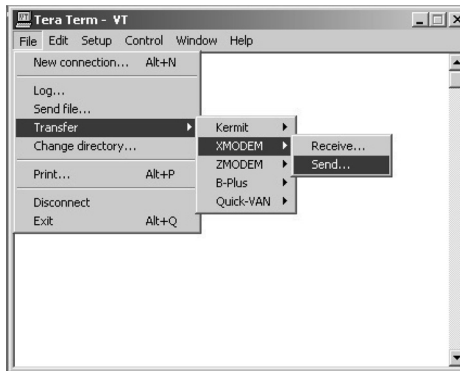 Tera Term - VT
File Edit Setup Control Window Help
New connection... Alt+N
Log...
Send file...
Transfer
Change directory...
Print... Alt+P
Disconnect
Exit Alt+Q
Kermit
XMODEM
ZMODEM
B-Plus
Quick-VAN
Receive...
Send...